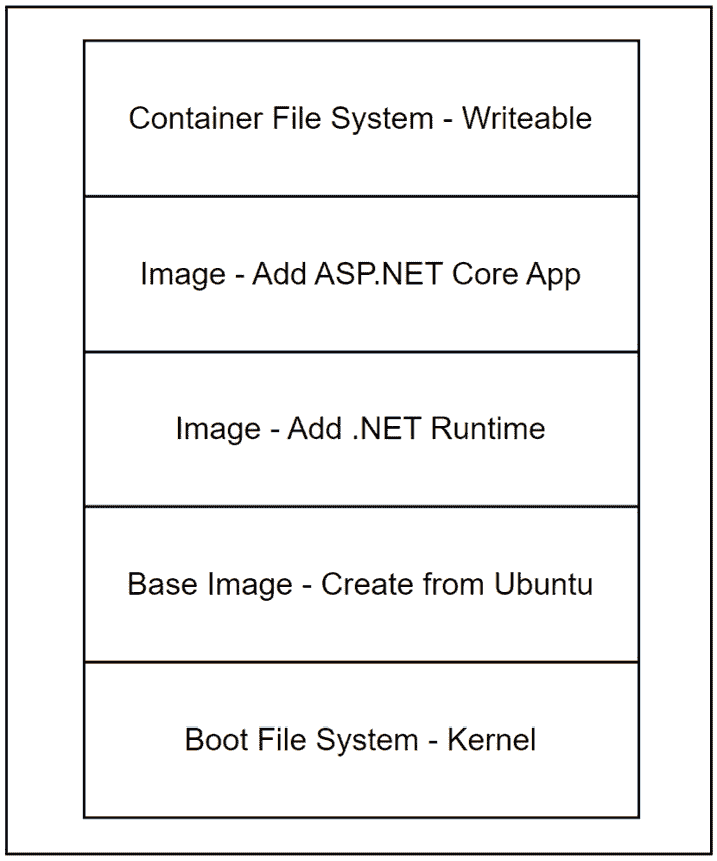 Container File System - Writeable
Image - Add ASP.NET Core App
Image - Add .NET Runtime
Base Image - Create from Ubuntu
Boot File System - Kernel